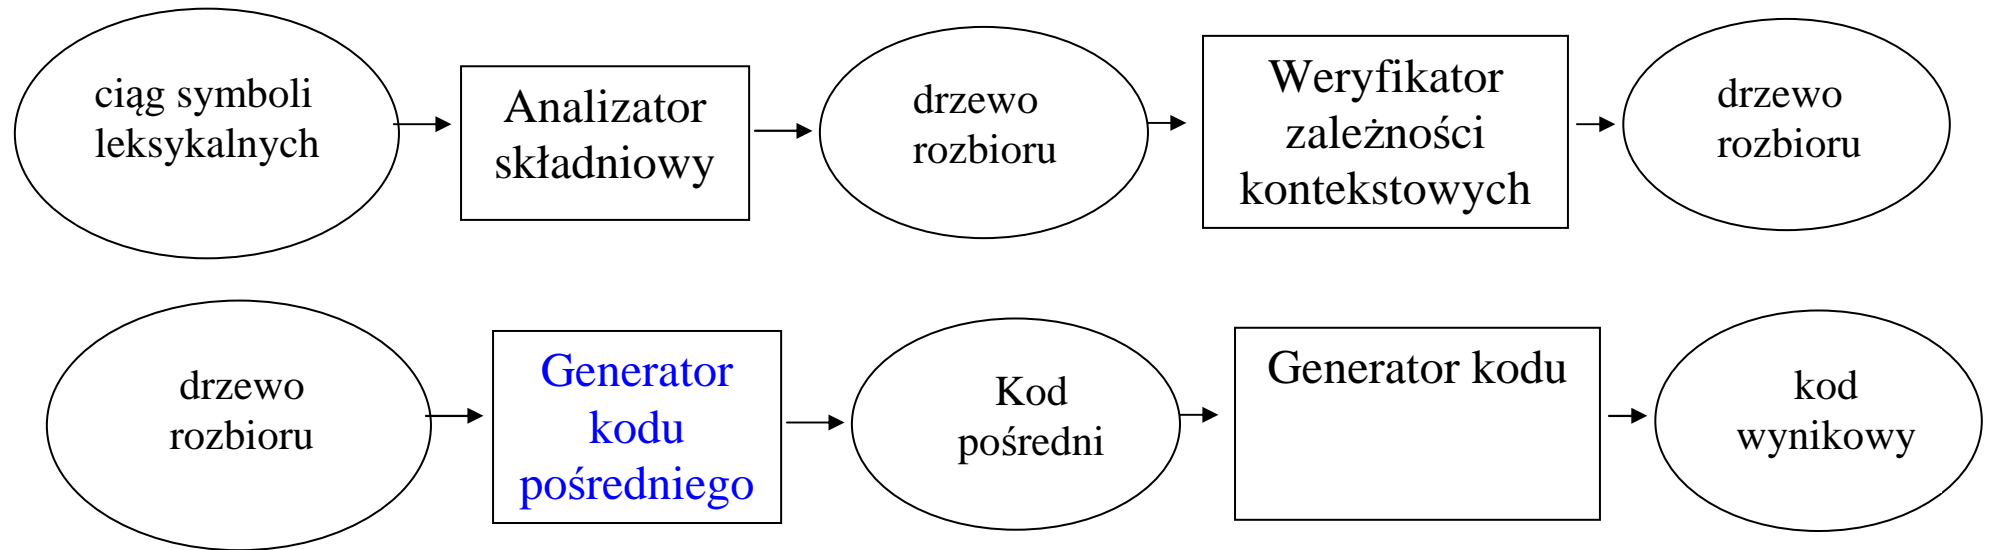 ciąg symboli
leksykalnych
Analizator
składniowy
drzewo
rozbioru
Weryfikator
zależności
kontekstowych
drzewo
rozbioru
drzewo
rozbioru
Generator
kodu
pośredniego
Kod
pośredni
Generator kodu
kod
wynikowy